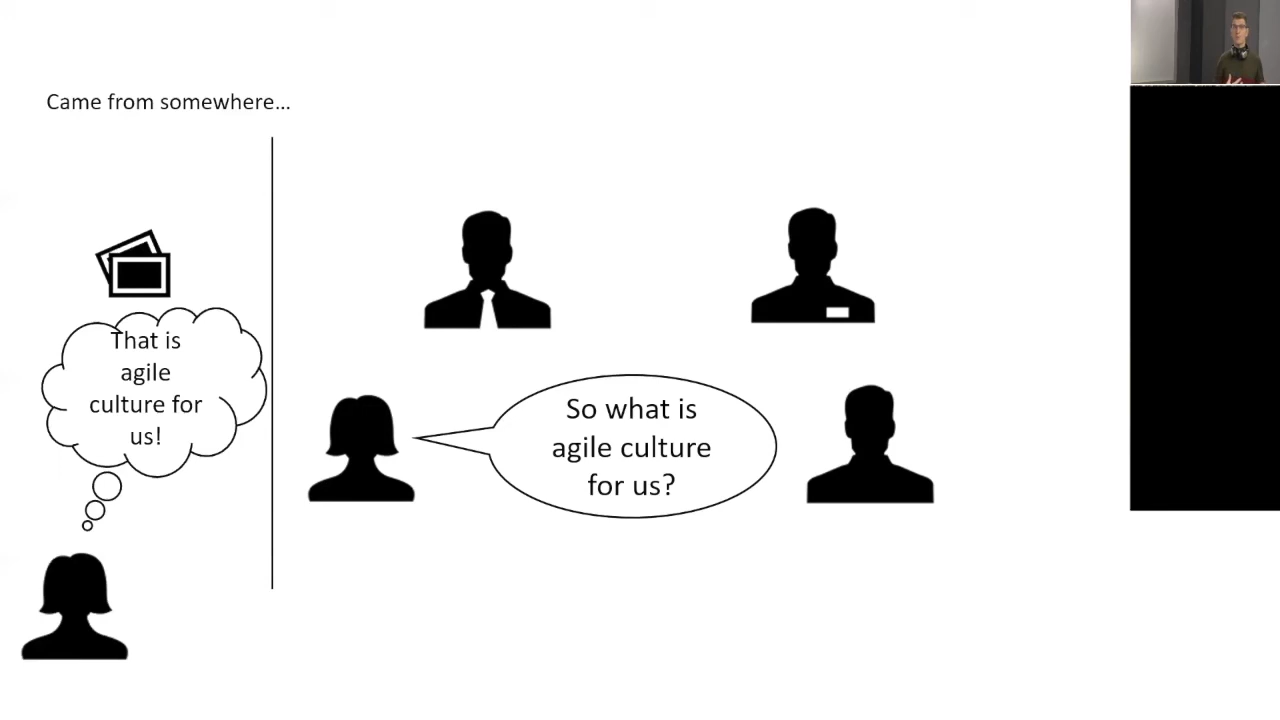 Came from somewhere...
That is
agile
culture for
us!
So what is
agile culture
for us?